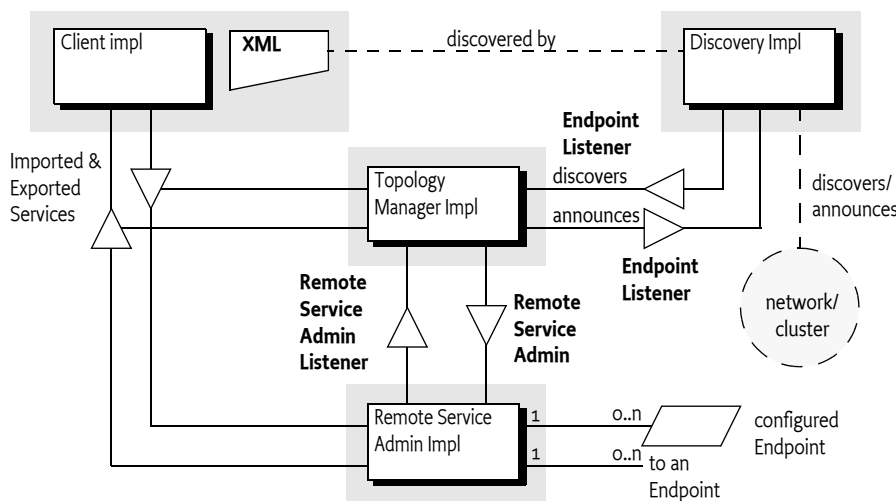 Client impl
XML
discovered by
Discovery Impl
Endpoint
Listener
Imported &
Exported
Services
Topology
Manager Impl
discovers
announces
discovers/
announces
Endpoint
Listener
Remote
Service
Admin
Listener
Remote
Service
Admin
network/
cluster
Remote Service
Admin Impl
1
0..n
configured
Endpoint
1
0..n
to an
Endpoint